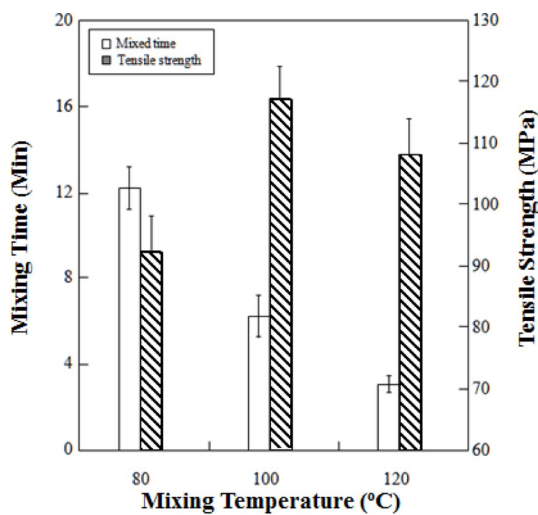 20
16
12
8
4
0
Mixing Time (Min)
Mixed time
Tensile strength
130
120
110
100
90
80
70
60
Tensile Strength (MPa)
80 100 120
Mixing Temperature (⁰C)